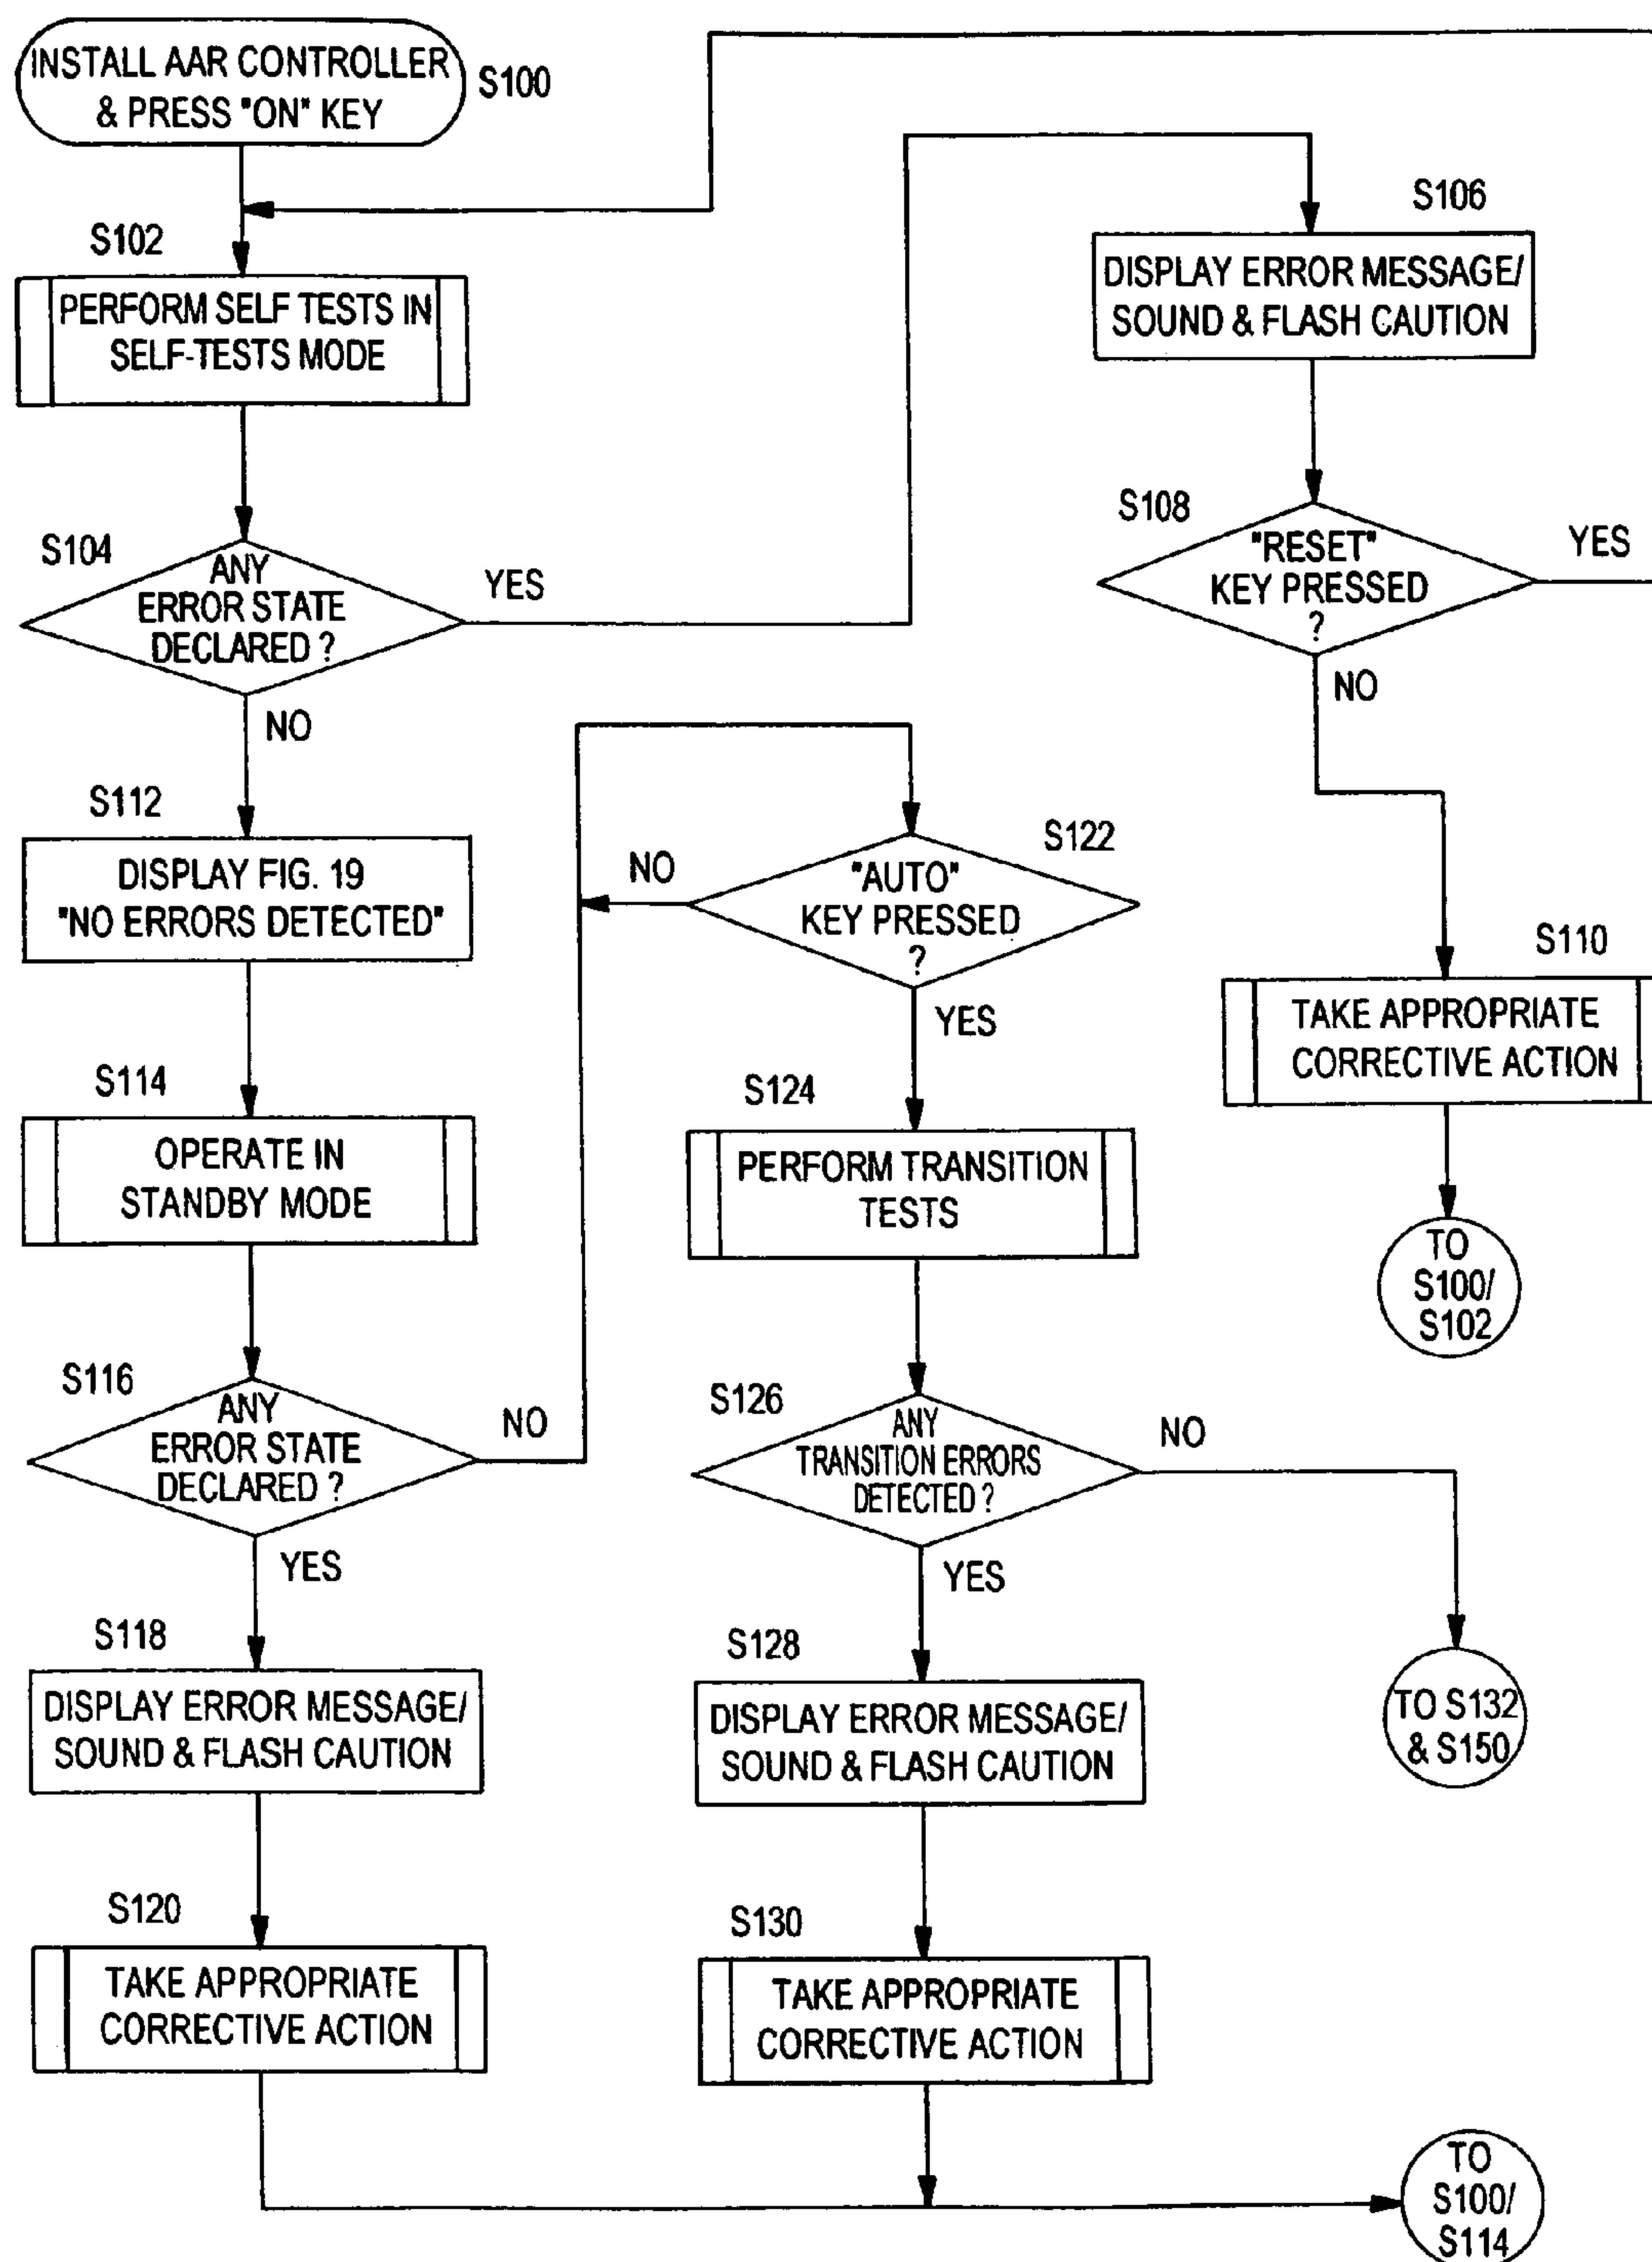 INSTALL AAR CONTROLLER
& PRESS "ON" KEY
S100
S102
PERFORM SELF TESTS IN
SELF-TESTS MODE
S104
ANY
ERROR STATE
DECLARED ?
YES
NO
S106
DISPLAY ERROR MESSAGE/
SOUND & FLASH CAUTION
S108
"RESET"
KEY PRESSED
?
YES
NO
S110
TAKE APPROPRIATE
CORRECTIVE ACTION
TO
S100/
S102
S112
DISPLAY FIG. 19
"NO ERRORS DETECTED"
S114
OPERATE IN
STANDBY MODE
S116
ANY
ERROR STATE
DECLARED ?
NO
YES
S118
DISPLAY ERROR MESSAGE/
SOUND & FLASH CAUTION
S120
TAKE APPROPRIATE
CORRECTIVE ACTION
S122
"AUTO"
KEY PRESSED
?
NO
YES
S124
PERFORM TRANSITION
TESTS
S126
ANY
TRANSITION ERRORS
DETECTED ?
NO
YES
TO S132
& S150
S128
DISPLAY ERROR MESSAGE/
SOUND & FLASH CAUTION
S130
TAKE APPROPRIATE
CORRECTIVE ACTION
TO
S100/
S114